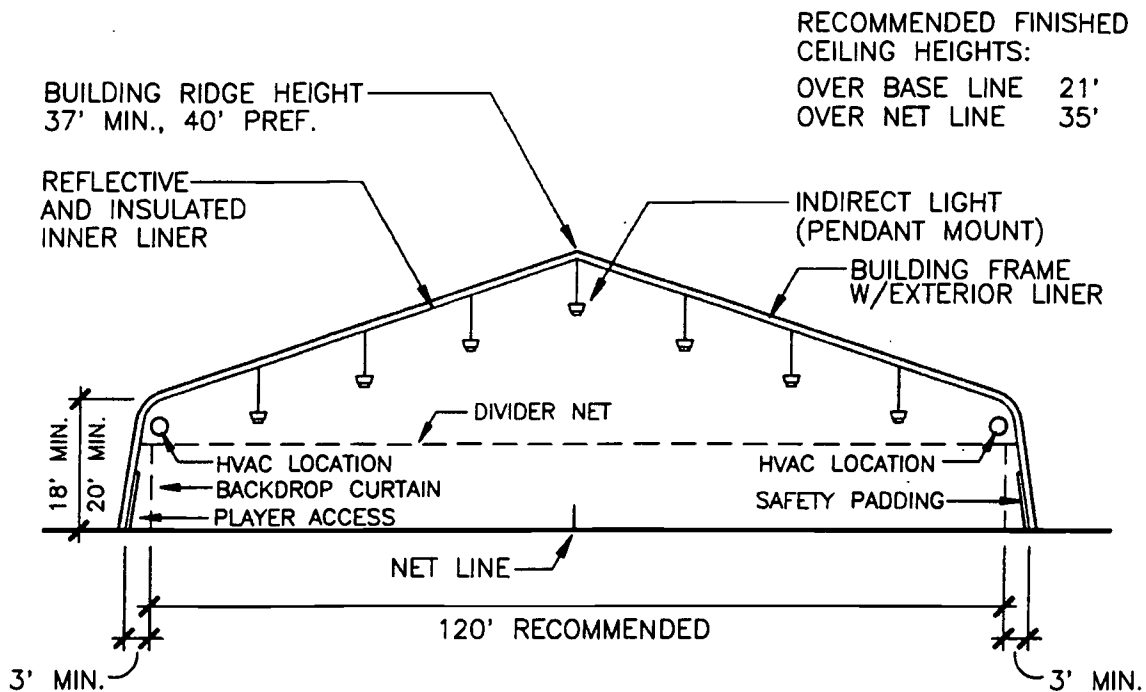 RECOMMENDED FINISHED
CEILING HEIGHTS:
OVER BASE LINE 21'
OVER NET LINE 35'
BUILDING RIDGE HEIGHT
37' MIN., 40' PREF.
REFLECTIVE
AND INSULATED
INNER LINER
INDIRECT LIGHT
(PENDANT MOUNT)
BUILDING FRAME
W/EXTERIOR LINER
DIVIDER NET
18' MIN.
20' MIN.
HVAC LOCATION
BACKDROP CURTAIN
PLAYER ACCESS
HVAC LOCATION
SAFETY PADDING
NET LINE
120' RECOMMENDED
3' MIN.
3' MIN.